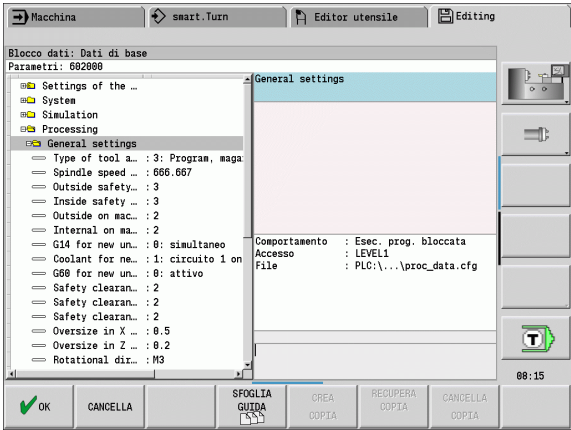 Macchina
smart.Turn
Editor utensile
Editing
Blocco dati: Dati di base
Parametri: 602000
Settings of the …
System
Simulation
Processing
General settings
Type of tool a… : 3: Program, maga
Spindle speed … : 666.667
Outside safety… : 3
Inside safety … : 3
Outside on mac… : 2
Internal on ma… : 2
G14 for new un… : 0: simultaneo
Coolant for ne… : 1: circuito 1 on
G60 for new un… : 0: attivo
Safety clearan… : 2
Safety clearan… : 2
Safety clearan… : 2
Oversize in X … : 0.5
Oversize in Z … : 0.2
Rotational dir… : M3
General settings
Comportamento : Esec. prog. bloccata
Accesso : LEVEL1
File : PLC:\...\proc_data.cfg
T
08:15
OK
CANCELLA
SFOGLIA
GUIDA
CREA
COPIA
RECUPERA
COPIA
CANCELLA
COPIA